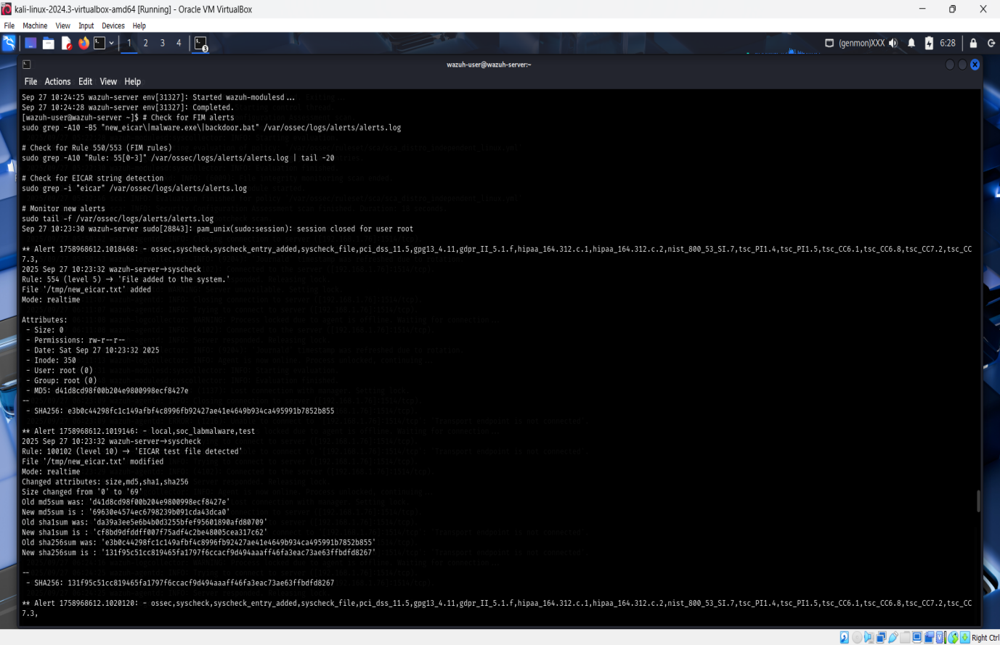 kali-linux-2024.3-virtualbox-amd64 [Running] - Oracle VM VirtualBox
File Machine View Input Devices Help
1 2 3 4 3 (genmon)XXX 6:28
wazuh-user@wazuh-server:~
File Actions Edit View Help
Sep 27 10:24:25 wazuh-server env[31327]: Started wazuh-modulesd...
Sep 27 10:24:28 wazuh-server env[31327]: Completed.
[wazuh-user@wazuh-server ~]$ # Check for FIM alerts
sudo grep -A10 -B5 "new_eicar\|malware.exe\|backdoor.bat" /var/ossec/logs/alerts/alerts.log
# Check for Rule 550/553 (FIM rules)
sudo grep -A10 "Rule: 55[0-3]" /var/ossec/logs/alerts/alerts.log | tail -20
# Check for EICAR string detection
sudo grep -i "eicar" /var/ossec/logs/alerts/alerts.log
# Monitor new alerts
sudo tail -f /var/ossec/logs/alerts/alerts.log
Sep 27 10:23:30 wazuh-server sudo[28843]: pam_unix(sudo:session): session closed for user root
** Alert 1758968612.1018468: - ossec,syscheck,syscheck_entry_added,syscheck_file,pci_dss_11.5,gpg13_4.11,gdpr_II_5.1.f,hipaa_164.312.c.1,hipaa_164.312.c.2,nist_800_53_SI.7,tsc_PI1.4,tsc_PI1.5,tsc_CC6.1,tsc_CC6.8,tsc_CC7.2,tsc_CC
7.3,
2025 Sep 27 10:23:32 wazuh-server->syscheck
Rule: 554 (level 5) -> 'File added to the system.'
File '/tmp/new_eicar.txt' added
Mode: realtime
Attributes:
- Size: 0
- Permissions: rw-r--r--
- Date: Sat Sep 27 10:23:32 2025
- Inode: 350
- User: root (0)
- Group: root (0)
- MD5: d41d8cd98f00b204e9800998ecf8427e
--
- SHA256: e3b0c44298fc1c149afbf4c8996fb92427ae41e4649b934ca495991b7852b855
** Alert 1758968612.1019146: - local,soc_labmalware,test
2025 Sep 27 10:23:32 wazuh-server->syscheck
Rule: 100102 (level 10) -> 'EICAR test file detected'
File '/tmp/new_eicar.txt' modified
Mode: realtime
Changed attributes: size,md5,sha1,sha256
Size changed from '0' to '69'
Old md5sum was: 'd41d8cd98f00b204e9800998ecf8427e'
New md5sum is : '69630e4574ec6798239b091cda43dca0'
Old sha1sum was: 'da39a3ee5e6b4b0d3255bfef95601890afd80709'
New sha1sum is : 'cf8bd9dfddff007f75adf4c2be48005cea317c62'
Old sha256sum was: 'e3b0c44298fc1c149afbf4c8996fb92427ae41e4649b934ca495991b7852b855'
New sha256sum is : '131f95c51cc819465fa1797f6ccacf9d494aaaff46fa3eac73ae63ffbdfd8267'
--
- SHA256: 131f95c51cc819465fa1797f6ccacf9d494aaaff46fa3eac73ae63ffbdfd8267
** Alert 1758968612.1020120: - ossec,syscheck,syscheck_entry_added,syscheck_file,pci_dss_11.5,gpg13_4.11,gdpr_II_5.1.f,hipaa_164.312.c.1,hipaa_164.312.c.2,nist_800_53_SI.7,tsc_PI1.4,tsc_PI1.5,tsc_CC6.1,tsc_CC6.8,tsc_CC7.2,tsc_CC
7.3,
Right Ctrl